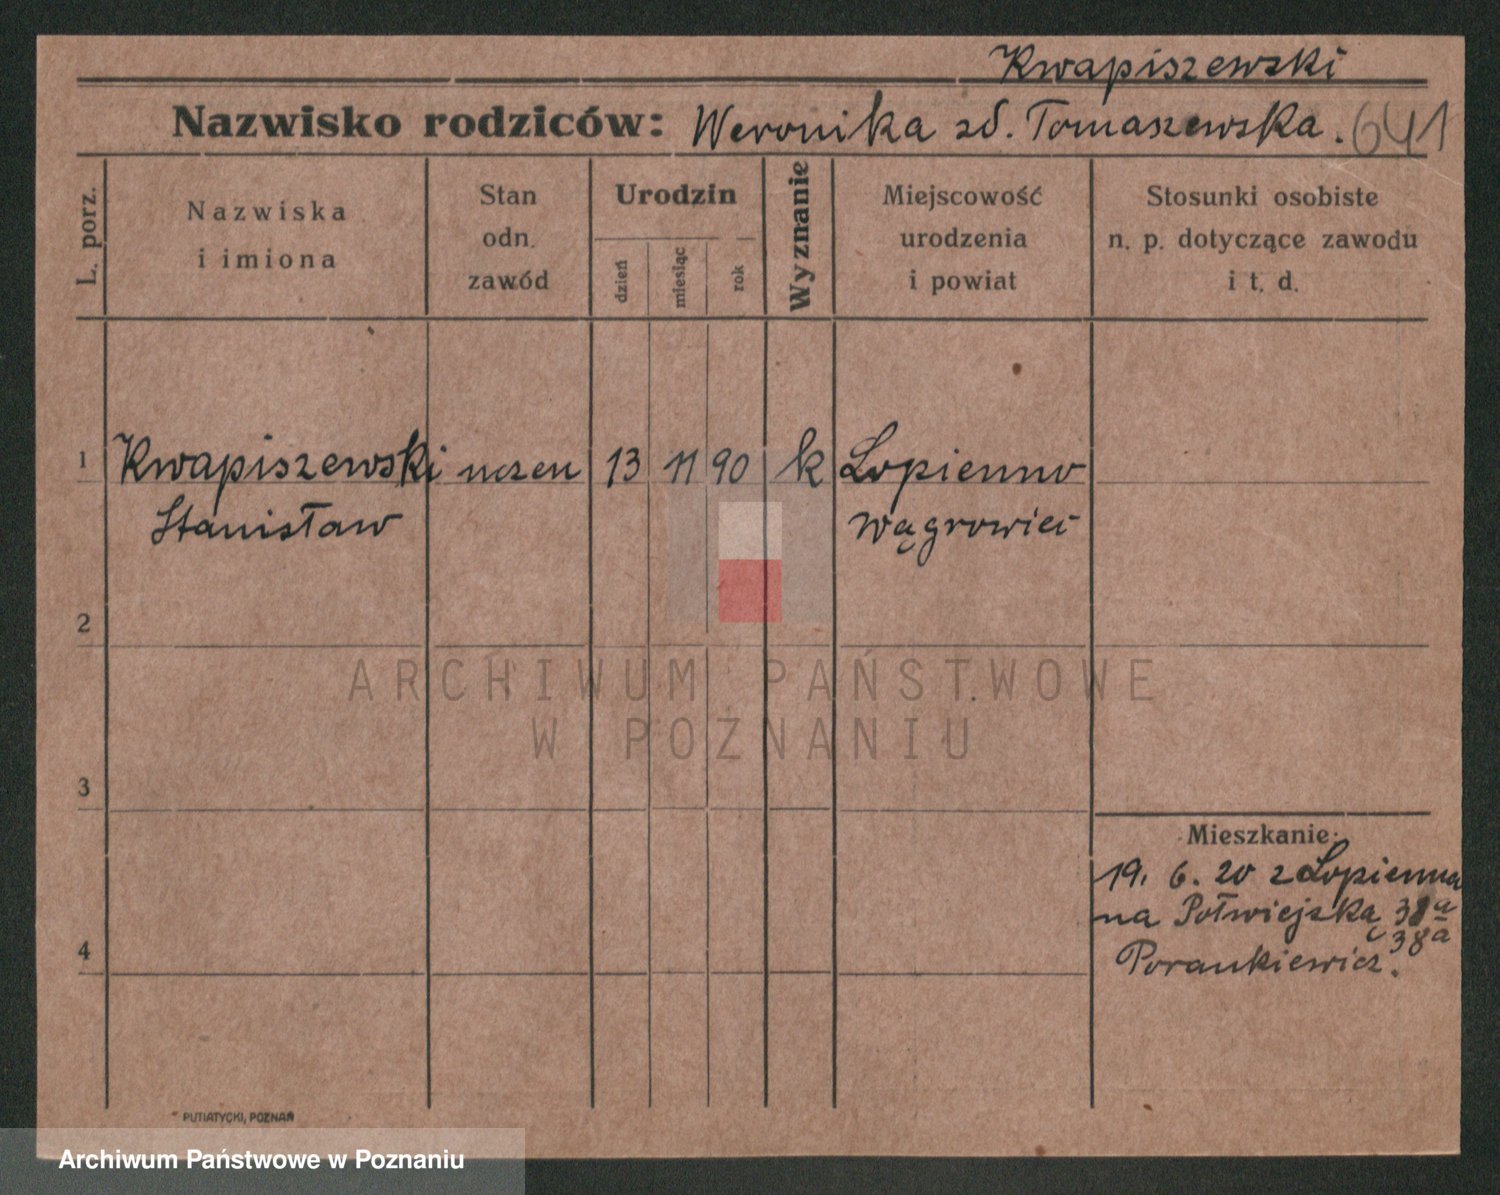 Kwapiszewski
Nazwisko rodziców: Weronika zd. Tomaszewska. 641
L. porz.
Nazwiska
i imiona
Stan
odn.
zawód
Urodzin
dzień
miesiąc
rok
Wyznanie
Miejscowość
urodzenia
i powiat
Stosunki osobiste
n. p. dotyczące zawodu
i t. d.
1 Kwapiszewski uczeń 13 11 90 k Łopienno
Stanisław Wągrowiec
2
ARCHIWUM PAŃSTWOWE
W POZNANIU
3
Mieszkanie:
19. 6. 20 z Łopienna
na Półwiejską 38a
38a
4 Porankiewicz.
PUTIATYCKI, POZNAŃ
Archiwum Państwowe w Poznaniu